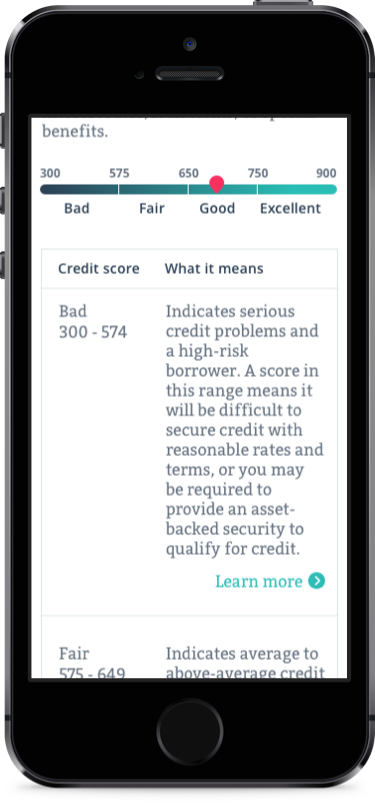 benefits.
300 575 650 750 900
Bad Fair Good Excellent
Credit score What it means
Bad
300 - 574
Indicates serious
credit problems and
a high-risk
borrower. A score in
this range means it
will be difficult to
secure credit with
reasonable rates and
terms, or you may
be required to
provide an asset-
backed security to
qualify for credit.
Learn more
Fair
575 - 649
Indicates average to
above-average credit